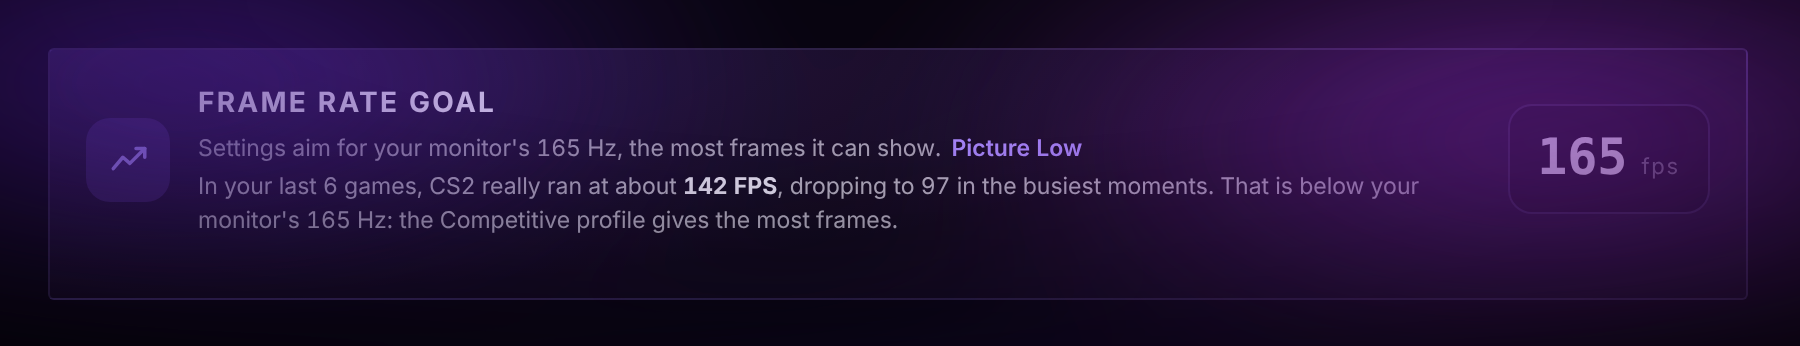 FRAME RATE GOAL
Settings aim for your monitor's 165 Hz, the most frames it can show. Picture Low
In your last 6 games, CS2 really ran at about 142 FPS, dropping to 97 in the busiest moments. That is below your
monitor's 165 Hz: the Competitive profile gives the most frames.
165 fps